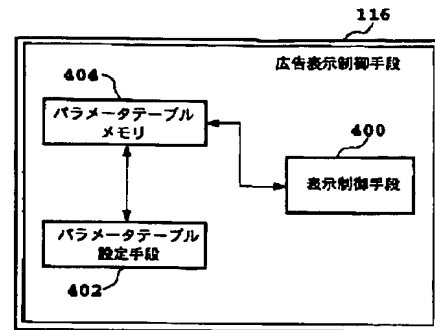 116
広告表示制御手段
404
パラメータテーブル
メモリ
400
表示制御手段
パラメータテーブル
設定手段
402